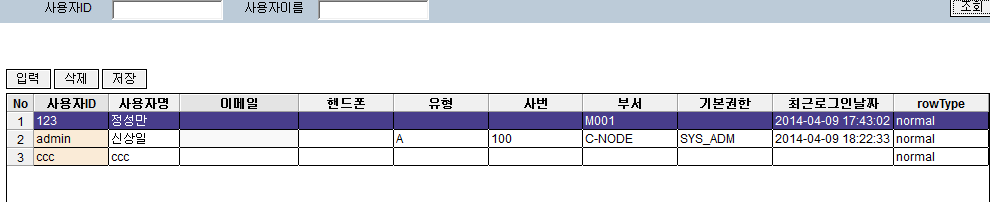 사용자ID 사용자이름 조회
입력 삭제 저장
No 사용자ID 사용자명 이메일 핸드폰 유형 사번 부서 기본권한 최근로그인날짜 rowType
1 123 정성만 M001 2014-04-09 17:43:02 normal
2 admin 신상일 A 100 C-NODE SYS_ADM 2014-04-09 18:22:33 normal
3 ccc ccc normal